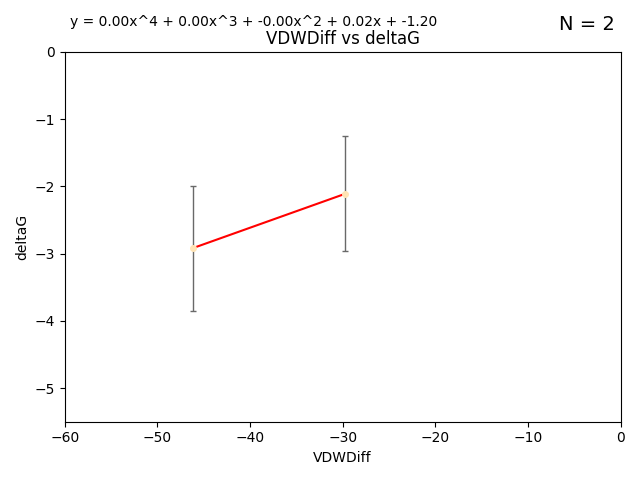 y = 0.00x^4 + 0.00x^3 + -0.00x^2 + 0.02x + -1.20
N = 2
VDWDiff vs deltaG
0
−1
−2
−3
−4
−5
deltaG
−60 −50 −40 −30 −20 −10 0
VDWDiff